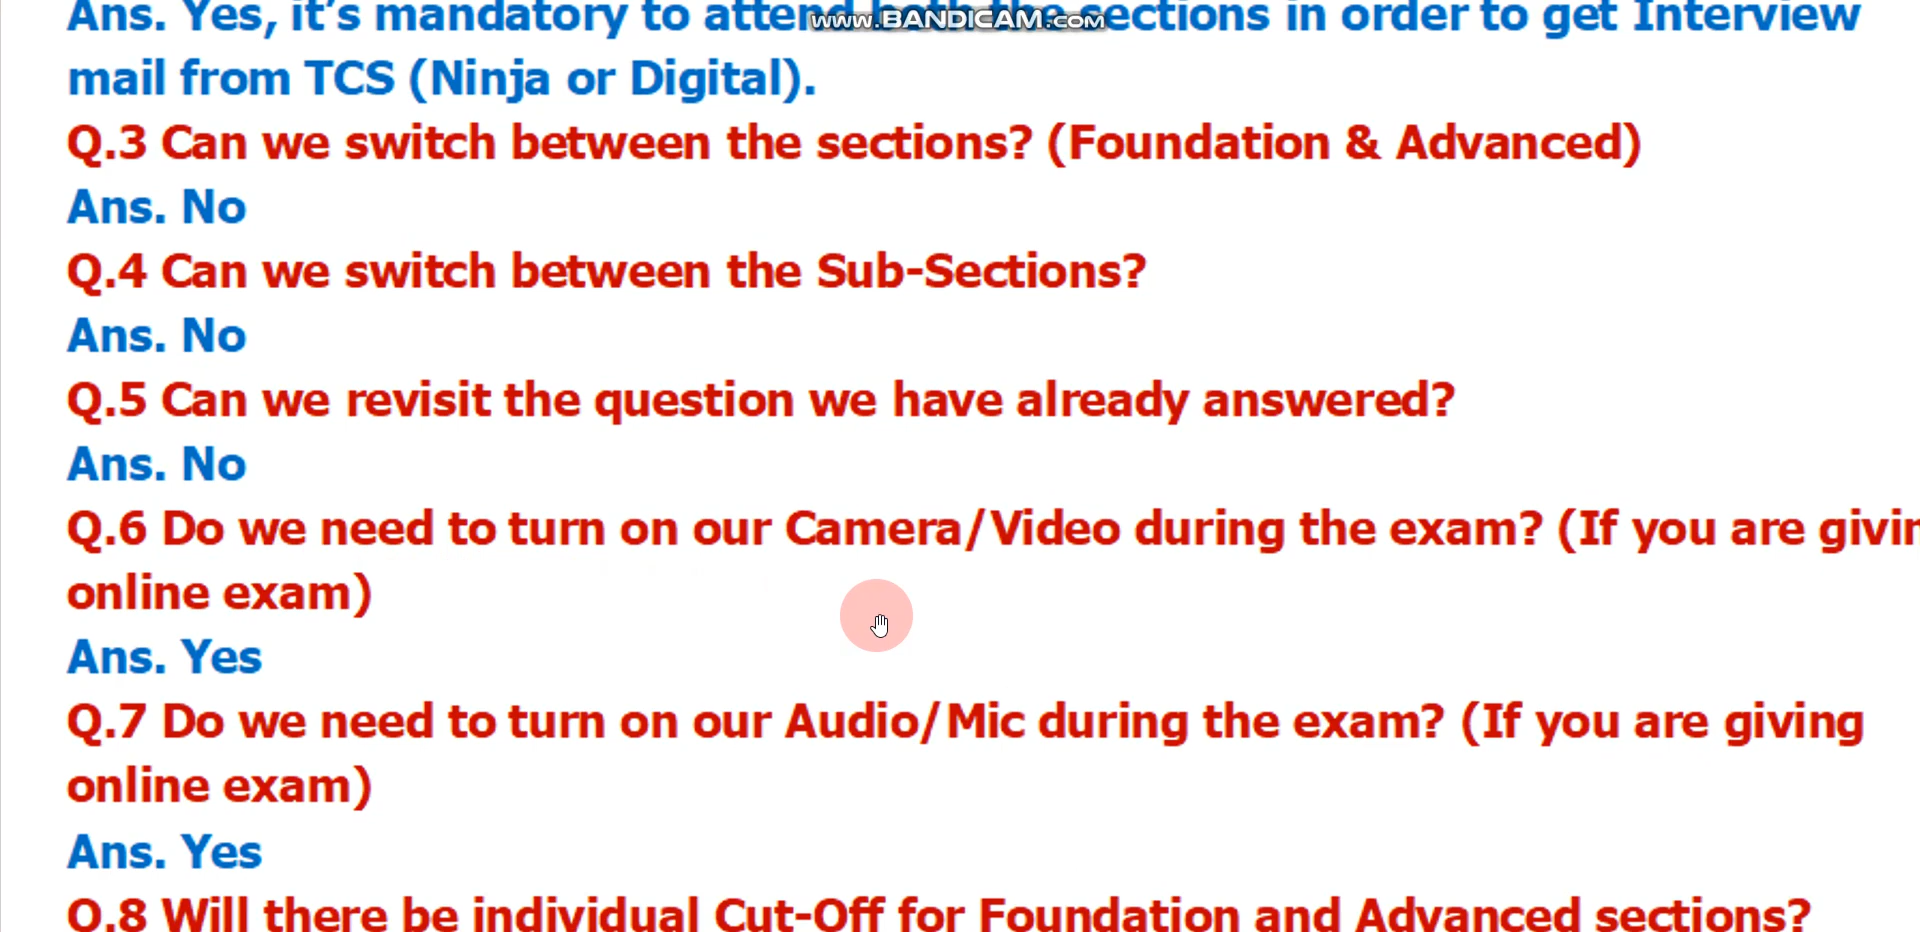 www.BANDICAM.com
Ans. Yes, it's mandatory to attend both the sections in order to get Interview
mail from TCS (Ninja or Digital).
Q.3 Can we switch between the sections? (Foundation & Advanced)
Ans. No
Q.4 Can we switch between the Sub-Sections?
Ans. No
Q.5 Can we revisit the question we have already answered?
Ans. No
Q.6 Do we need to turn on our Camera/Video during the exam? (If you are givin
online exam)
Ans. Yes
Q.7 Do we need to turn on our Audio/Mic during the exam? (If you are giving
online exam)
Ans. Yes
Q.8 Will there be individual Cut-Off for Foundation and Advanced sections?